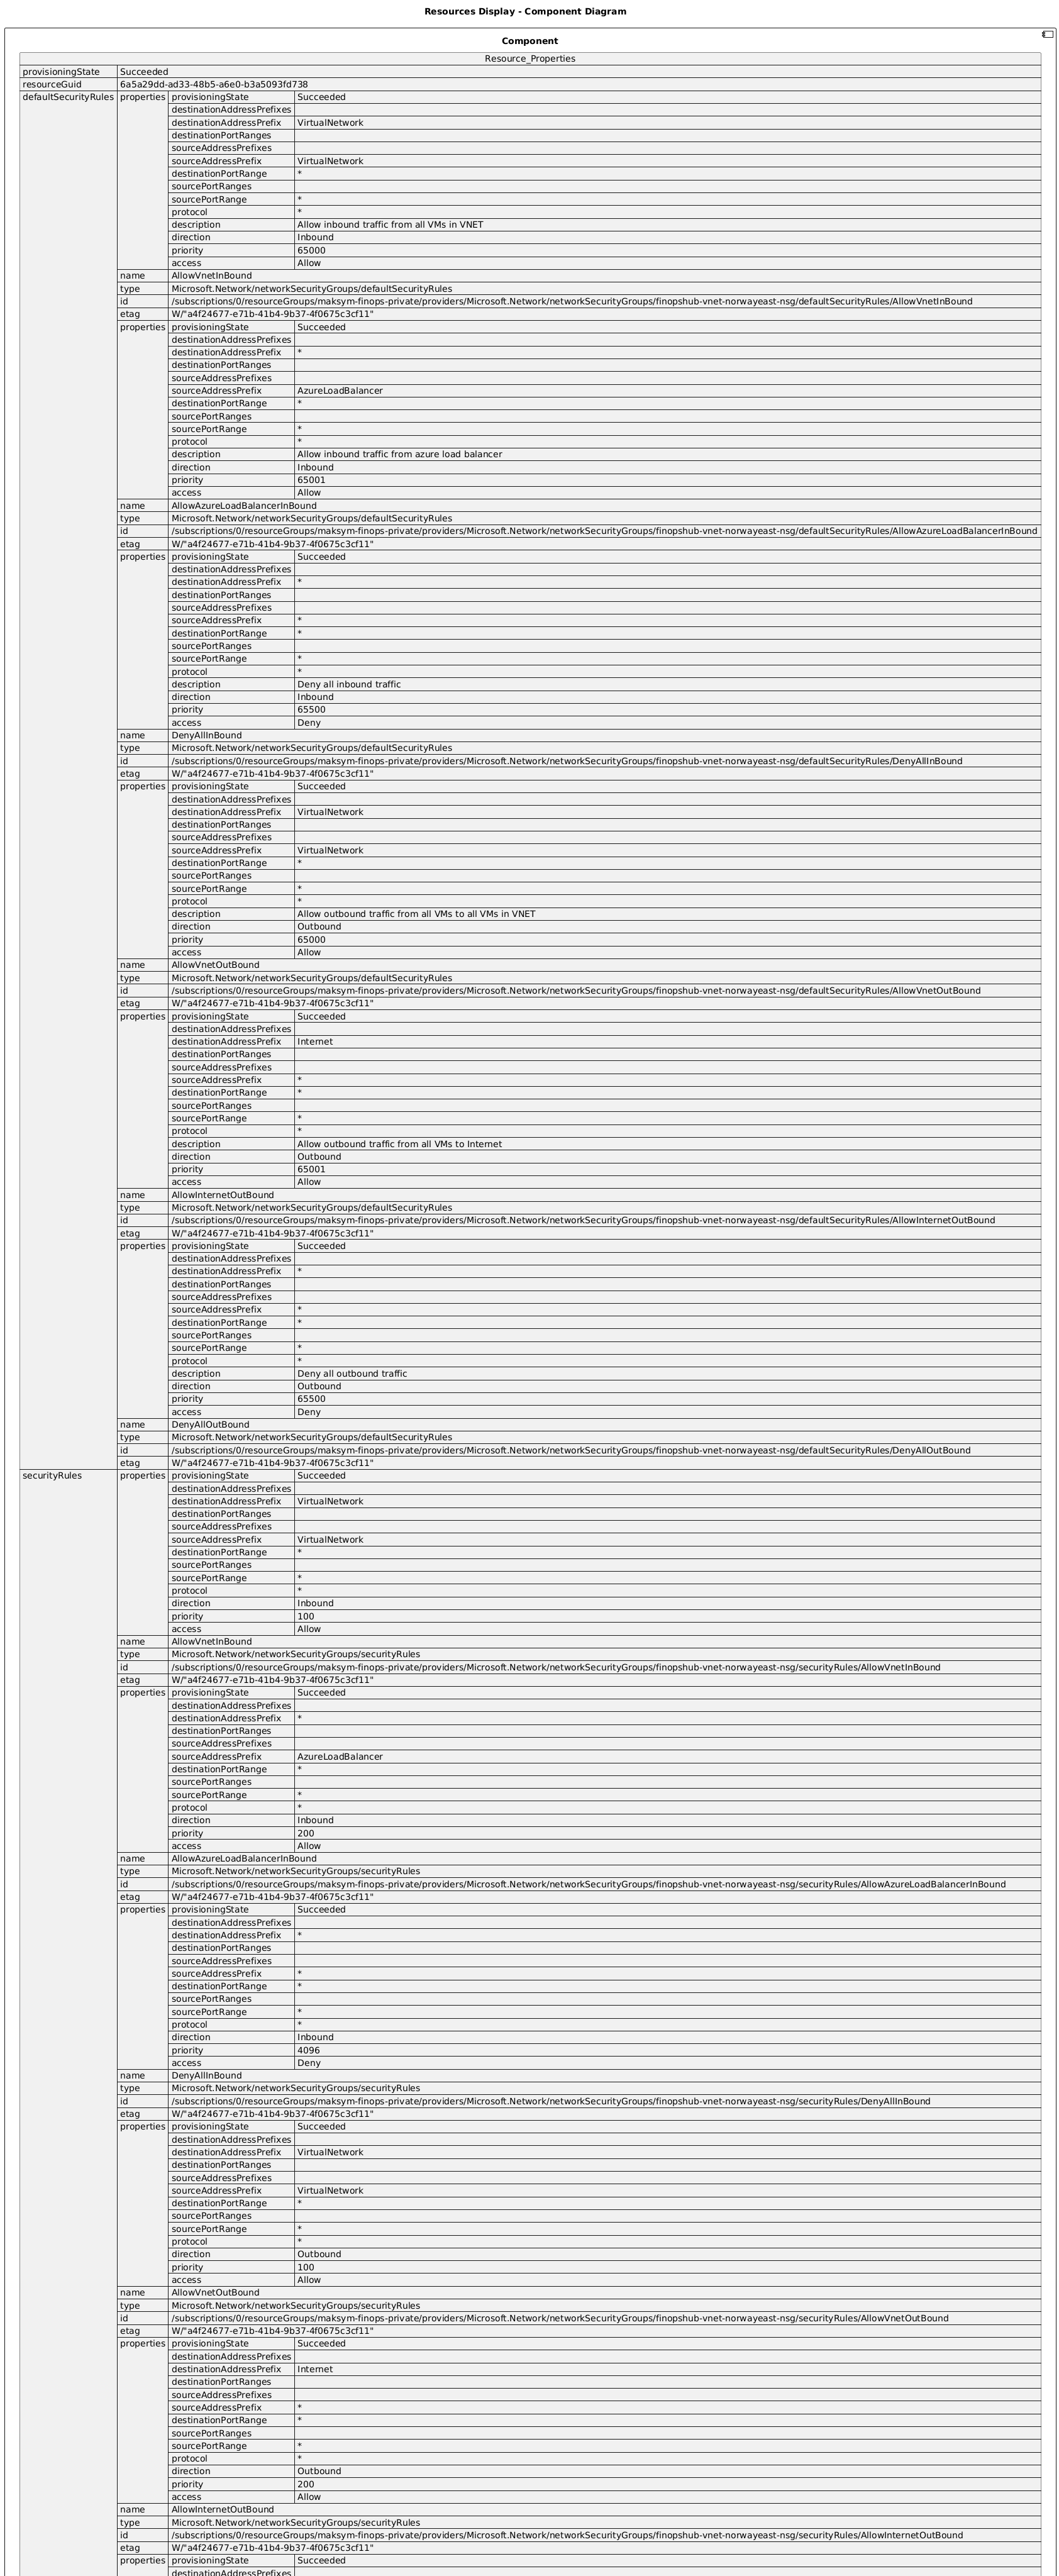 Resources Display - Component Diagram
Component
Resource_Properties
provisioningState Succeeded
resourceGuid 6a5a29dd-ad33-48b5-a6e0-b3a5093fd738
defaultSecurityRules properties provisioningState Succeeded
destinationAddressPrefixes
destinationAddressPrefix VirtualNetwork
destinationPortRanges
sourceAddressPrefixes
sourceAddressPrefix VirtualNetwork
destinationPortRange *
sourcePortRanges
sourcePortRange *
protocol *
description Allow inbound traffic from all VMs in VNET
direction Inbound
priority 65000
access Allow
name AllowVnetInBound
type Microsoft.Network/networkSecurityGroups/defaultSecurityRules
id /subscriptions/0/resourceGroups/maksym-finops-private/providers/Microsoft.Network/networkSecurityGroups/finopshub-vnet-norwayeast-nsg/defaultSecurityRules/AllowVnetInBound
etag W/"a4f24677-e71b-41b4-9b37-4f0675c3cf11"
properties provisioningState Succeeded
destinationAddressPrefixes
destinationAddressPrefix *
destinationPortRanges
sourceAddressPrefixes
sourceAddressPrefix AzureLoadBalancer
destinationPortRange *
sourcePortRanges
sourcePortRange *
protocol *
description Allow inbound traffic from azure load balancer
direction Inbound
priority 65001
access Allow
name AllowAzureLoadBalancerInBound
type Microsoft.Network/networkSecurityGroups/defaultSecurityRules
id /subscriptions/0/resourceGroups/maksym-finops-private/providers/Microsoft.Network/networkSecurityGroups/finopshub-vnet-norwayeast-nsg/defaultSecurityRules/AllowAzureLoadBalancerInBound
etag W/"a4f24677-e71b-41b4-9b37-4f0675c3cf11"
properties provisioningState Succeeded
destinationAddressPrefixes
destinationAddressPrefix *
destinationPortRanges
sourceAddressPrefixes
sourceAddressPrefix *
destinationPortRange *
sourcePortRanges
sourcePortRange *
protocol *
description Deny all inbound traffic
direction Inbound
priority 65500
access Deny
name DenyAllInBound
type Microsoft.Network/networkSecurityGroups/defaultSecurityRules
id /subscriptions/0/resourceGroups/maksym-finops-private/providers/Microsoft.Network/networkSecurityGroups/finopshub-vnet-norwayeast-nsg/defaultSecurityRules/DenyAllInBound
etag W/"a4f24677-e71b-41b4-9b37-4f0675c3cf11"
properties provisioningState Succeeded
destinationAddressPrefixes
destinationAddressPrefix VirtualNetwork
destinationPortRanges
sourceAddressPrefixes
sourceAddressPrefix VirtualNetwork
destinationPortRange *
sourcePortRanges
sourcePortRange *
protocol *
description Allow outbound traffic from all VMs to all VMs in VNET
direction Outbound
priority 65000
access Allow
name AllowVnetOutBound
type Microsoft.Network/networkSecurityGroups/defaultSecurityRules
id /subscriptions/0/resourceGroups/maksym-finops-private/providers/Microsoft.Network/networkSecurityGroups/finopshub-vnet-norwayeast-nsg/defaultSecurityRules/AllowVnetOutBound
etag W/"a4f24677-e71b-41b4-9b37-4f0675c3cf11"
properties provisioningState Succeeded
destinationAddressPrefixes
destinationAddressPrefix Internet
destinationPortRanges
sourceAddressPrefixes
sourceAddressPrefix *
destinationPortRange *
sourcePortRanges
sourcePortRange *
protocol *
description Allow outbound traffic from all VMs to Internet
direction Outbound
priority 65001
access Allow
name AllowInternetOutBound
type Microsoft.Network/networkSecurityGroups/defaultSecurityRules
id /subscriptions/0/resourceGroups/maksym-finops-private/providers/Microsoft.Network/networkSecurityGroups/finopshub-vnet-norwayeast-nsg/defaultSecurityRules/AllowInternetOutBound
etag W/"a4f24677-e71b-41b4-9b37-4f0675c3cf11"
properties provisioningState Succeeded
destinationAddressPrefixes
destinationAddressPrefix *
destinationPortRanges
sourceAddressPrefixes
sourceAddressPrefix *
destinationPortRange *
sourcePortRanges
sourcePortRange *
protocol *
description Deny all outbound traffic
direction Outbound
priority 65500
access Deny
name DenyAllOutBound
type Microsoft.Network/networkSecurityGroups/defaultSecurityRules
id /subscriptions/0/resourceGroups/maksym-finops-private/providers/Microsoft.Network/networkSecurityGroups/finopshub-vnet-norwayeast-nsg/defaultSecurityRules/DenyAllOutBound
etag W/"a4f24677-e71b-41b4-9b37-4f0675c3cf11"
securityRules properties provisioningState Succeeded
destinationAddressPrefixes
destinationAddressPrefix VirtualNetwork
destinationPortRanges
sourceAddressPrefixes
sourceAddressPrefix VirtualNetwork
destinationPortRange *
sourcePortRanges
sourcePortRange *
protocol *
direction Inbound
priority 100
access Allow
name AllowVnetInBound
type Microsoft.Network/networkSecurityGroups/securityRules
id /subscriptions/0/resourceGroups/maksym-finops-private/providers/Microsoft.Network/networkSecurityGroups/finopshub-vnet-norwayeast-nsg/securityRules/AllowVnetInBound
etag W/"a4f24677-e71b-41b4-9b37-4f0675c3cf11"
properties provisioningState Succeeded
destinationAddressPrefixes
destinationAddressPrefix *
destinationPortRanges
sourceAddressPrefixes
sourceAddressPrefix AzureLoadBalancer
destinationPortRange *
sourcePortRanges
sourcePortRange *
protocol *
direction Inbound
priority 200
access Allow
name AllowAzureLoadBalancerInBound
type Microsoft.Network/networkSecurityGroups/securityRules
id /subscriptions/0/resourceGroups/maksym-finops-private/providers/Microsoft.Network/networkSecurityGroups/finopshub-vnet-norwayeast-nsg/securityRules/AllowAzureLoadBalancerInBound
etag W/"a4f24677-e71b-41b4-9b37-4f0675c3cf11"
properties provisioningState Succeeded
destinationAddressPrefixes
destinationAddressPrefix *
destinationPortRanges
sourceAddressPrefixes
sourceAddressPrefix *
destinationPortRange *
sourcePortRanges
sourcePortRange *
protocol *
direction Inbound
priority 4096
access Deny
name DenyAllInBound
type Microsoft.Network/networkSecurityGroups/securityRules
id /subscriptions/0/resourceGroups/maksym-finops-private/providers/Microsoft.Network/networkSecurityGroups/finopshub-vnet-norwayeast-nsg/securityRules/DenyAllInBound
etag W/"a4f24677-e71b-41b4-9b37-4f0675c3cf11"
properties provisioningState Succeeded
destinationAddressPrefixes
destinationAddressPrefix VirtualNetwork
destinationPortRanges
sourceAddressPrefixes
sourceAddressPrefix VirtualNetwork
destinationPortRange *
sourcePortRanges
sourcePortRange *
protocol *
direction Outbound
priority 100
access Allow
name AllowVnetOutBound
type Microsoft.Network/networkSecurityGroups/securityRules
id /subscriptions/0/resourceGroups/maksym-finops-private/providers/Microsoft.Network/networkSecurityGroups/finopshub-vnet-norwayeast-nsg/securityRules/AllowVnetOutBound
etag W/"a4f24677-e71b-41b4-9b37-4f0675c3cf11"
properties provisioningState Succeeded
destinationAddressPrefixes
destinationAddressPrefix Internet
destinationPortRanges
sourceAddressPrefixes
sourceAddressPrefix *
destinationPortRange *
sourcePortRanges
sourcePortRange *
protocol *
direction Outbound
priority 200
access Allow
name AllowInternetOutBound
type Microsoft.Network/networkSecurityGroups/securityRules
id /subscriptions/0/resourceGroups/maksym-finops-private/providers/Microsoft.Network/networkSecurityGroups/finopshub-vnet-norwayeast-nsg/securityRules/AllowInternetOutBound
etag W/"a4f24677-e71b-41b4-9b37-4f0675c3cf11"
properties provisioningState Succeeded
destinationAddressPrefixes